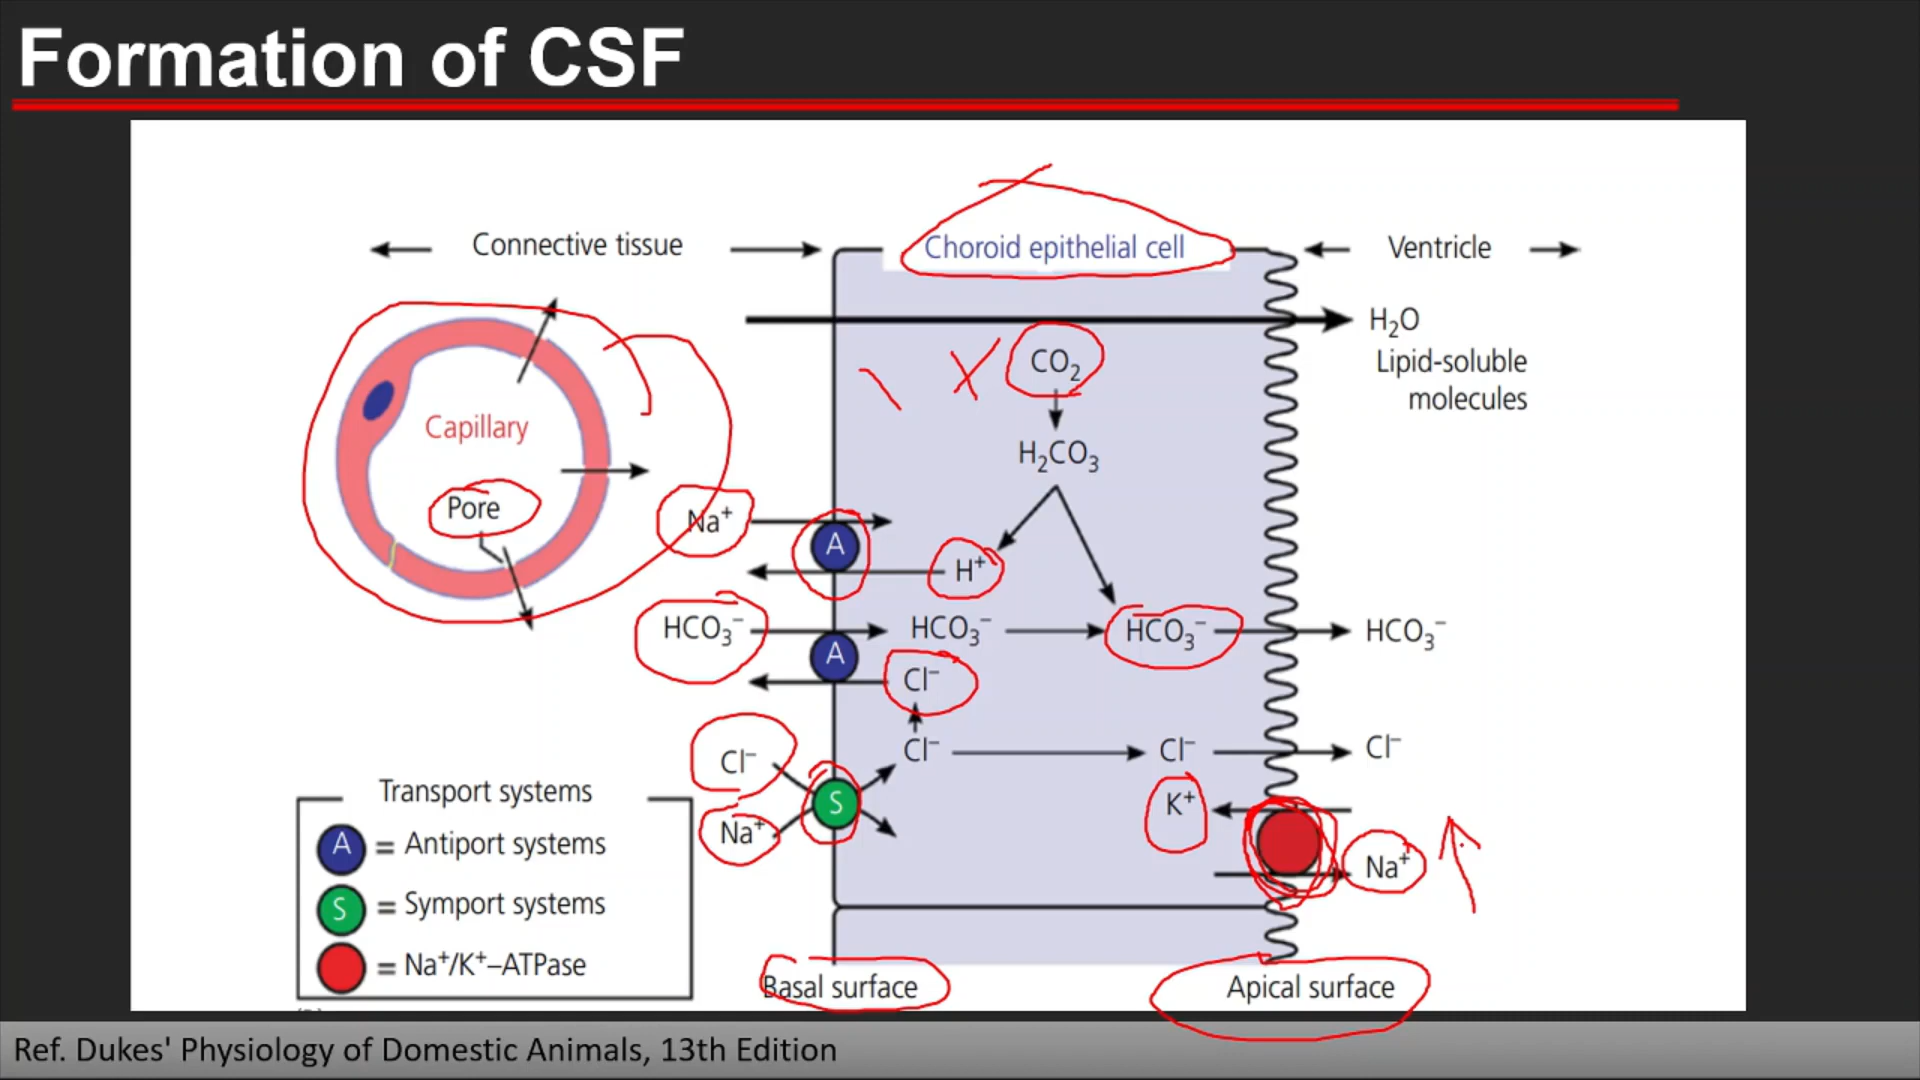 Formation of CSF
Connective tissue
Choroid epithelial cell
Ventricle
H₂O
Lipid-soluble
molecules
CO₂
H₂CO₃
Capillary
Pore
Na⁺
A
H⁺
HCO₃⁻
HCO₃⁻
HCO₃⁻
HCO₃⁻
A
Cl⁻
Cl⁻
Cl⁻
Cl⁻
Cl⁻
K⁺
S
Na⁺
Na⁺
Transport systems
A = Antiport systems
S = Symport systems
= Na⁺/K⁺–ATPase
Basal surface
Apical surface
Ref. Dukes' Physiology of Domestic Animals, 13th Edition